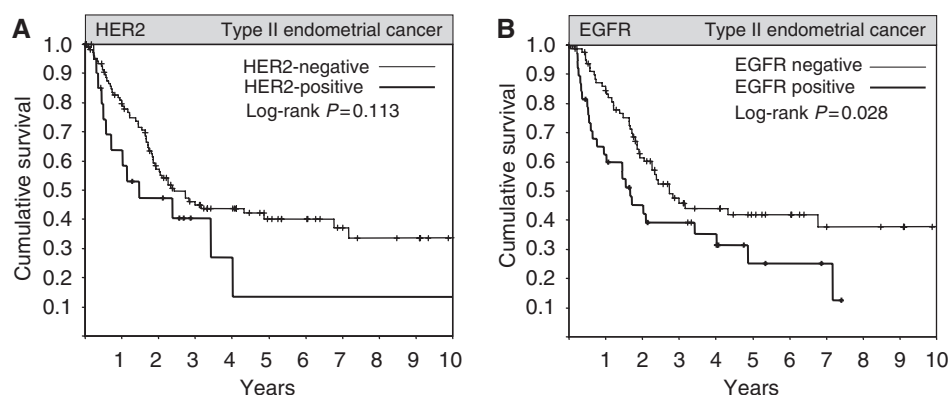 A
HER2 Type II endometrial cancer
HER2-negative
HER2-positive
Log-rank P=0.113
Cumulative survival
1.0
0.9
0.8
0.7
0.6
0.5
0.4
0.3
0.2
0.1
1 2 3 4 5 6 7 8 9 10
Years
B
EGFR Type II endometrial cancer
EGFR negative
EGFR positive
Log-rank P=0.028
Cumulative survival
1.0
0.9
0.8
0.7
0.6
0.5
0.4
0.3
0.2
0.1
1 2 3 4 5 6 7 8 9 10
Years